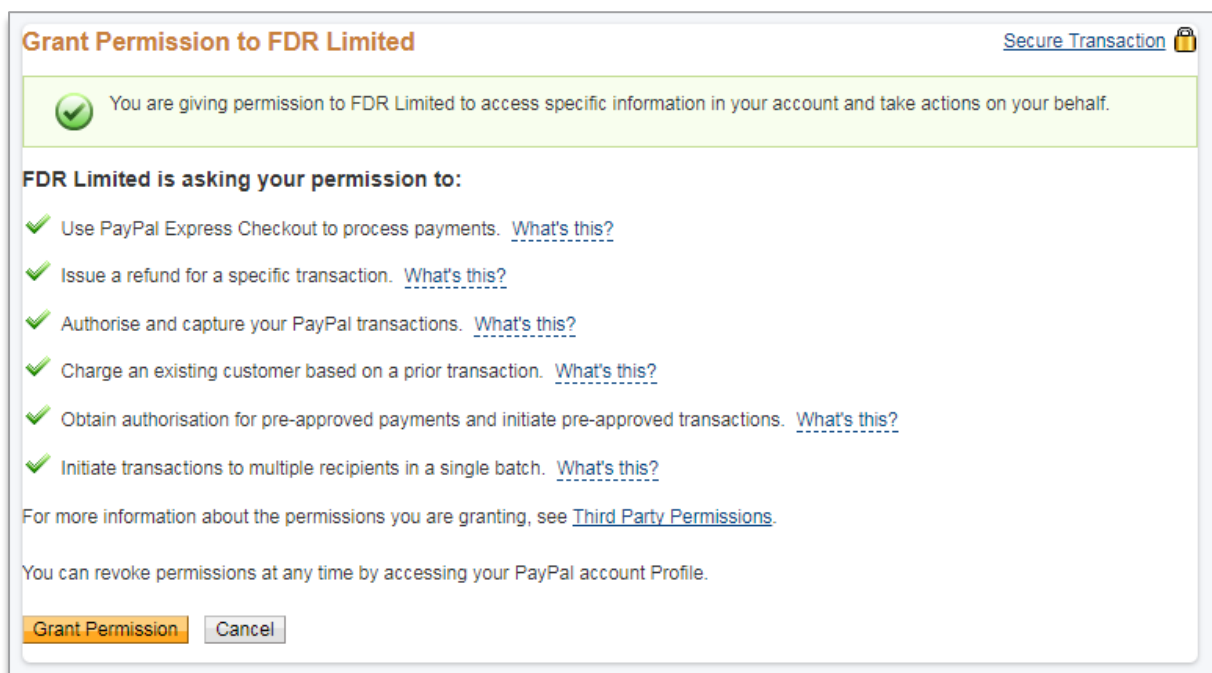 Grant Permission to FDR Limited
Secure Transaction
You are giving permission to FDR Limited to access specific information in your account and take actions on your behalf.
FDR Limited is asking your permission to:
Use PayPal Express Checkout to process payments. What's this?
Issue a refund for a specific transaction. What's this?
Authorise and capture your PayPal transactions. What's this?
Charge an existing customer based on a prior transaction. What's this?
Obtain authorisation for pre-approved payments and initiate pre-approved transactions. What's this?
Initiate transactions to multiple recipients in a single batch. What's this?
For more information about the permissions you are granting, see Third Party Permissions.
You can revoke permissions at any time by accessing your PayPal account Profile.
Grant Permission Cancel